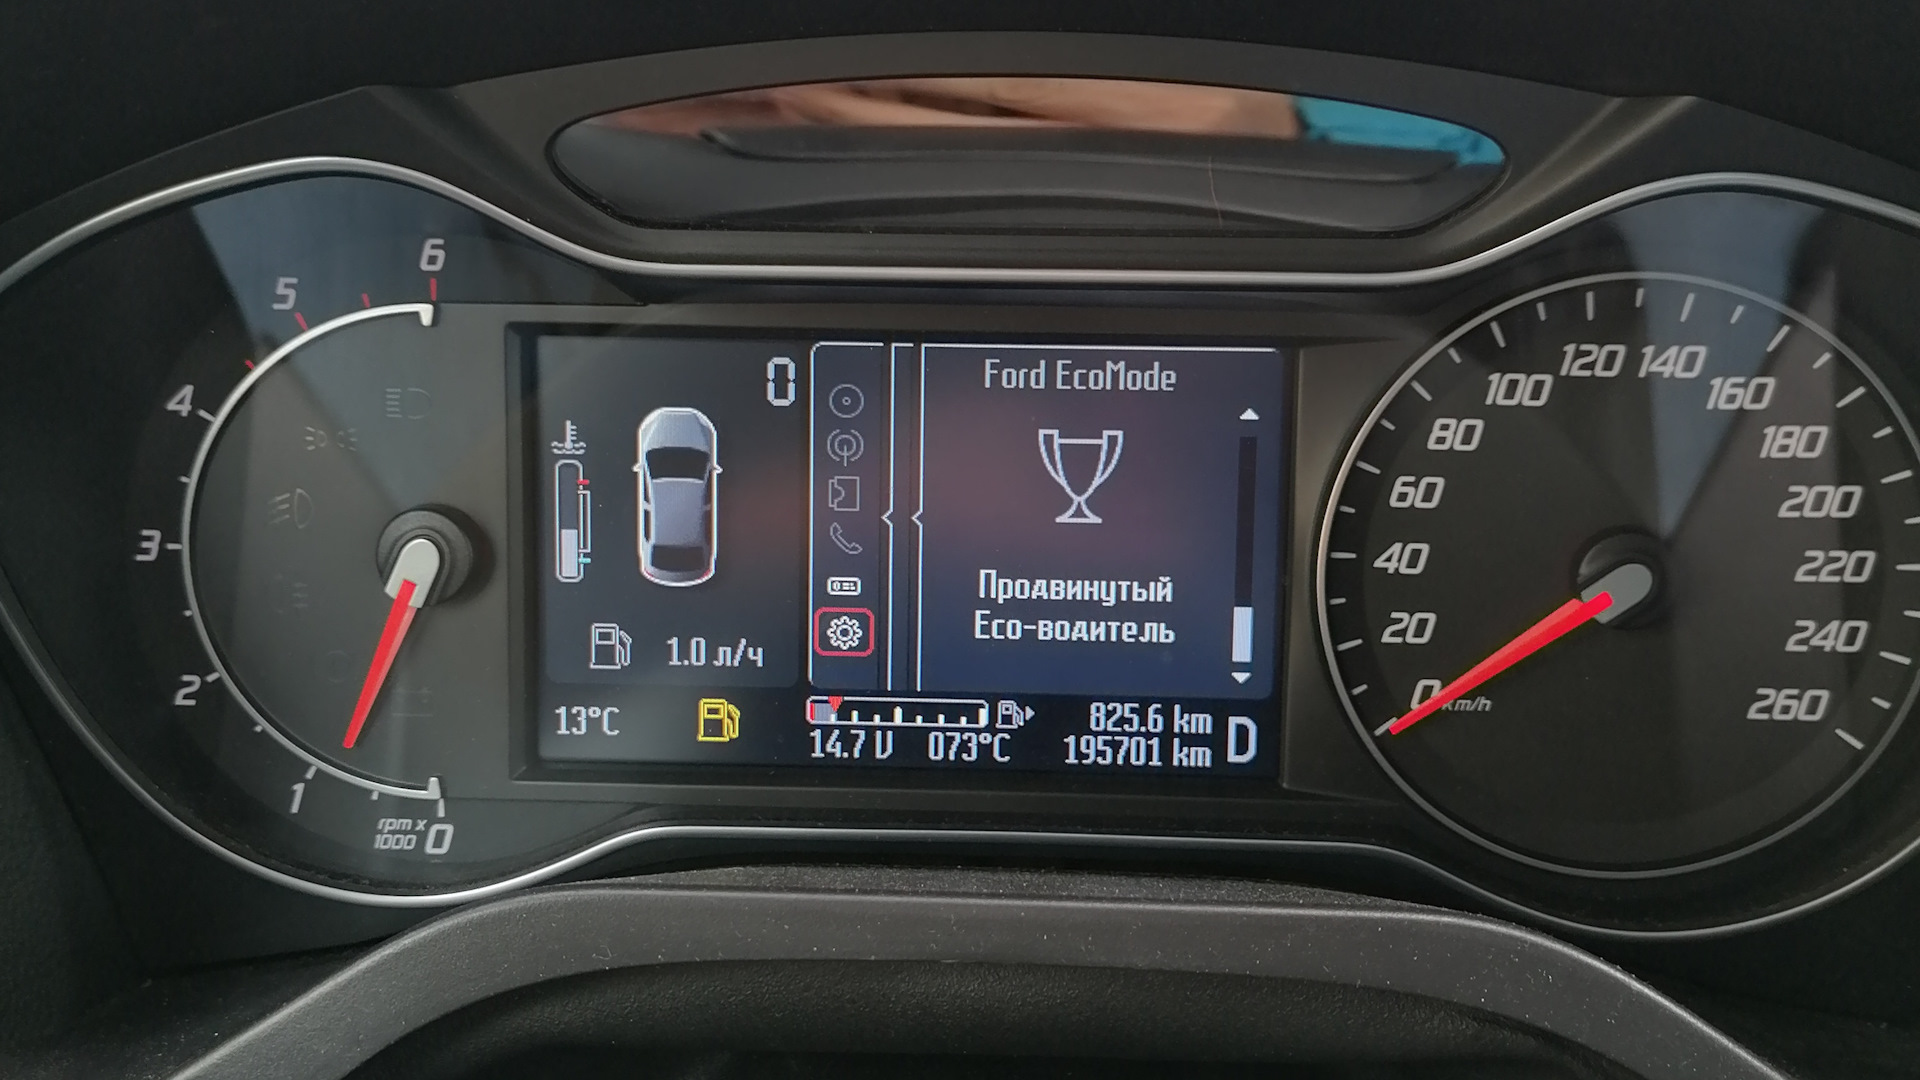 6
5
4
3
2
1
0
rpm x
1000
0
1.0 л/ч
13°C
Ford EcoMode
Продвинутый
Eco-водитель
14.7 V
073°C
825.6 km
195701 km
D
0
20
40
60
80
100
120
140
160
180
200
220
240
260
km/h